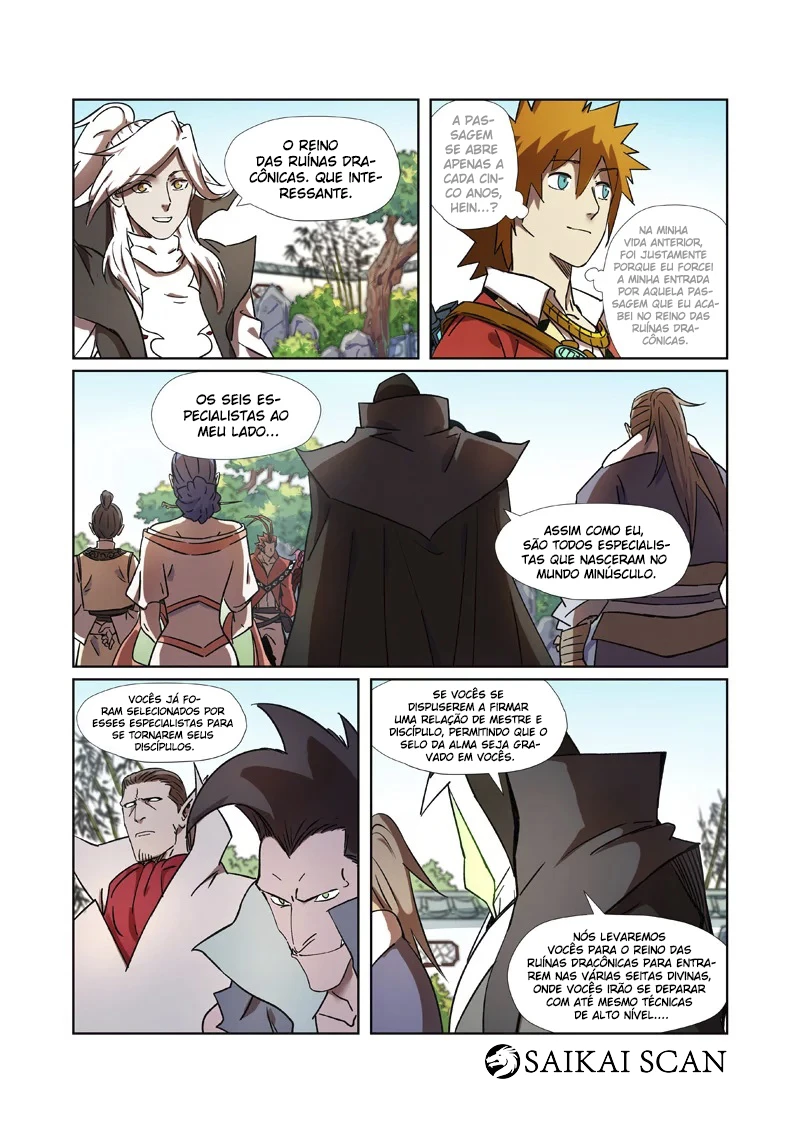 O REINO
DAS RUÍNAS DRA-
CÔNICAS. QUE INTE-
RESSANTE.
A PAS-
SAGEM
SE ABRE
APENAS A
CADA CIN-
CO ANOS,
HEIN...?
NA MINHA
VIDA ANTERIOR,
FOI JUSTAMENTE
PORQUE EU FORCEI
A MINHA ENTRADA
POR AQUELA PAS-
SAGEM QUE EU ACA-
BEI NO REINO DAS
RUÍNAS DRA-
CÔNICAS.
OS SEIS ES-
PECIALISTAS AO
MEU LADO...
ASSIM COMO EU,
SÃO TODOS ESPECIALIS-
TAS QUE NASCERAM NO
MUNDO MINÚSCULO.
VOCÊS JÁ FO-
RAM SELECIONADOS POR
ESSES ESPECIALISTAS PARA
SE TORNAREM SEUS
DISCÍPULOS.
SE VOCÊS SE
DISPUSEREM A FIRMAR
UMA RELAÇÃO DE MESTRE E
DISCÍPULO, PERMITINDO QUE O
SELO DA ALMA SEJA GRA-
VADO EM VOCÊS.
NÓS LEVAREMOS
VOCÊS PARA O REINO DAS
RUÍNAS DRACÔNICAS PARA ENTRA-
REM NAS VÁRIAS SEITAS DIVINAS,
ONDE VOCÊS IRÃO SE DEPARAR
COM ATÉ MESMO TÉCNICAS
DE ALTO NÍVEL....
SAIKAI SCAN